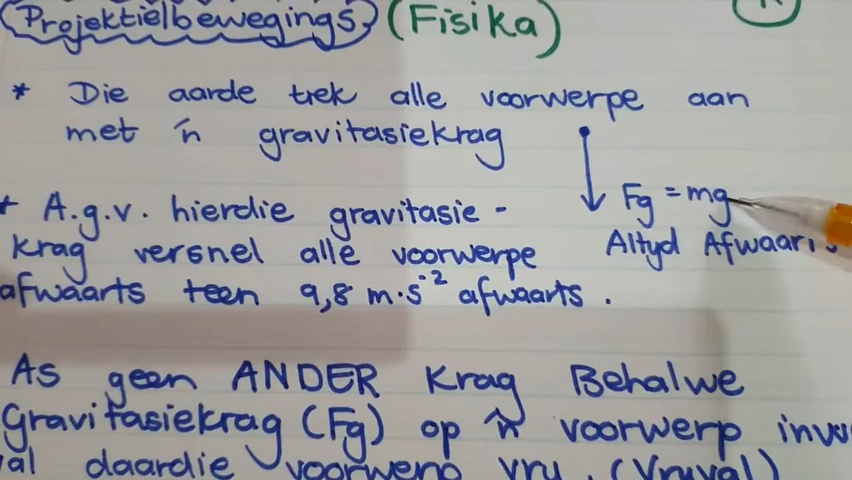 Projektielbewegings (Fisika)
* Die aarde trek alle voorwerpe aan
met 'n gravitasiekrag
Fg = mg
Altyd Afwaarts
* A.g.v. hierdie gravitasie-
krag versnel alle voorwerpe
afwaarts teen 9,8 m·s⁻² afwaarts.
As geen ANDER Krag Behalwe
Gravitasiekrag (Fg) op 'n voorwerp
daardie voorwerp vry. (Vryval)